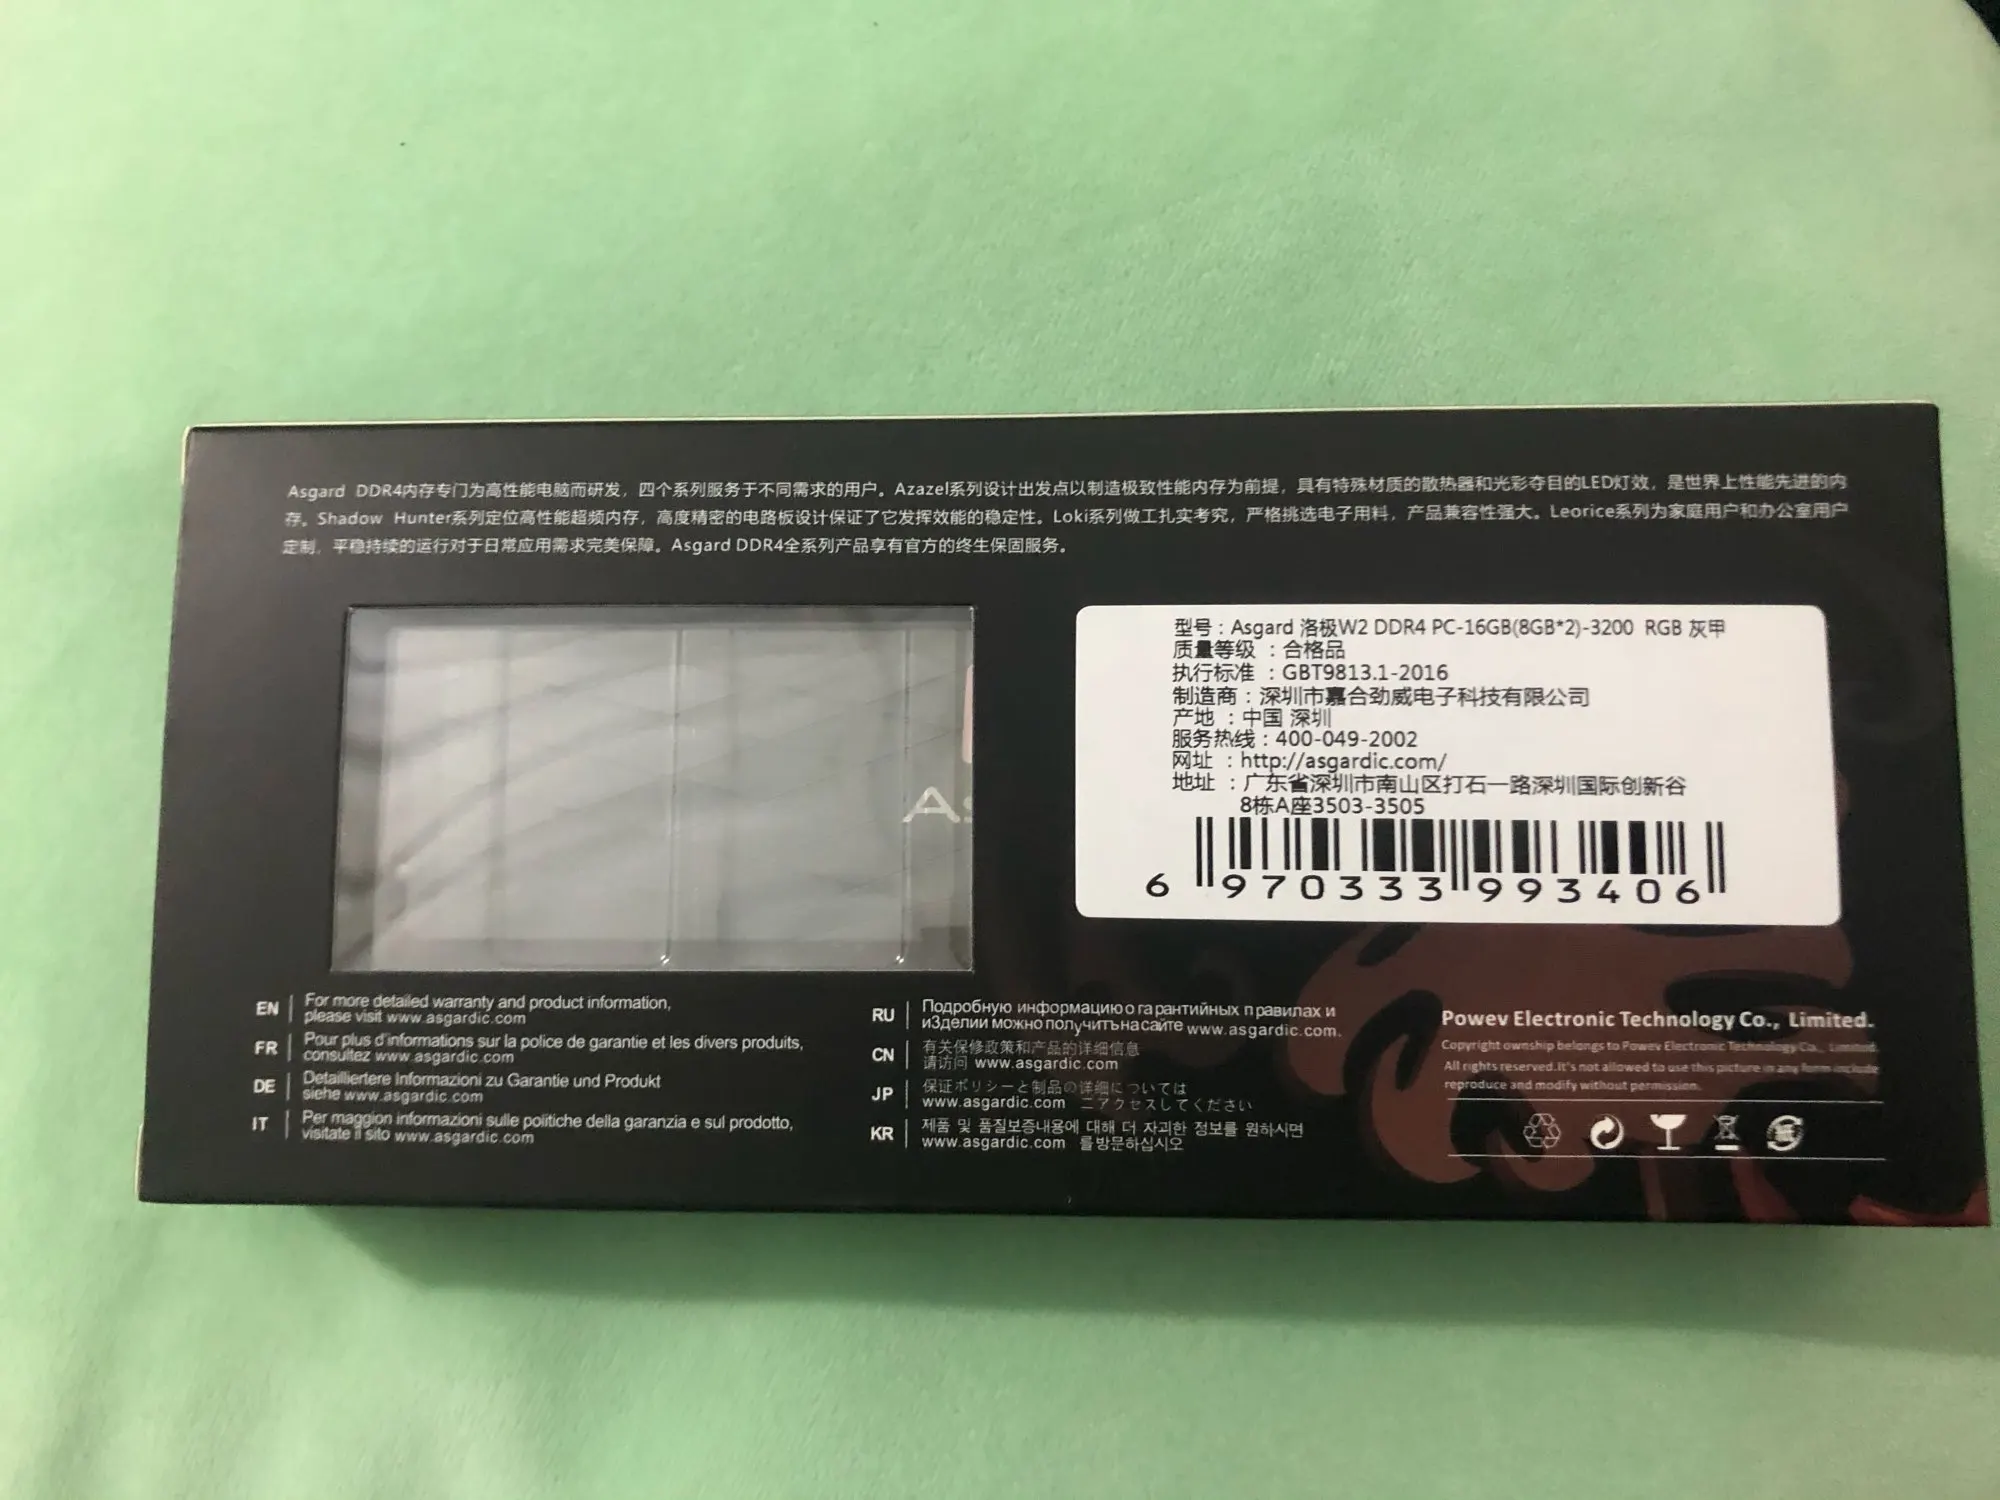 Asgard DDR4内存专门为高性能电脑而研发，四个系列服务于不同需求的用户。Azazel系列设计出发点以制造极致性能内存为前提，具有特殊材质的散热器和光彩夺目的LED灯效，是世界上性能先进的内
存。Shadow Hunter系列定位高性能超频内存，高度精密的电路板设计保证了它发挥效能的稳定性。Loki系列做工扎实考究，严格挑选电子用料，产品兼容性强大。Leorice系列为家庭用户和办公室用户
定制，平稳持续的运行对于日常应用需求完美保障。Asgard DDR4全系列产品享有官方的终生保固服务。
型号：Asgard 洛极W2 DDR4 PC-16GB(8GB*2)-3200 RGB 灰甲
质量等级 ：合格品
执行标准 ：GBT9813.1-2016
制造商：深圳市嘉合劲威电子科技有限公司
产地 ：中国 深圳
服务热线：400-049-2002
网址 ：http://asgardic.com/
地址 ：广东省深圳市南山区打石一路深圳国际创新谷
8栋A座3503-3505
6 970333 993406
As
EN For more detailed warranty and product information,
please visit www.asgardic.com
FR Pour plus d'informations sur la police de garantie et les divers produits,
consultez www.asgardic.com
DE Detailliertere Informazioni zu Garantie und Produkt
siehe www.asgardic.com
IT Per maggion informazioni sulle politiche della garanzia e sul prodotto,
visitate il sito www.asgardic.com
RU Подробную информацию о гарантийных правилах и
иЗделии можно получить на сайте www.asgardic.com.
CN 有关保修政策和产品的详细信息
请访问 www.asgardic.com
JP 保证ポリシーと制品の详细については
www.asgardic.com ニアクセスしてください
KR 제품 및 품질보증내용에 대해 더 자괴한 정보를 원하시면
www.asgardic.com 를방문하십시오
Powev Electronic Technology Co., Limited.
Copyright ownship belongs to Powev Electronic Technology Co., Limited.
All rights reserved.It's not allowed to use this picture in any form include
reproduce and modify without permission.